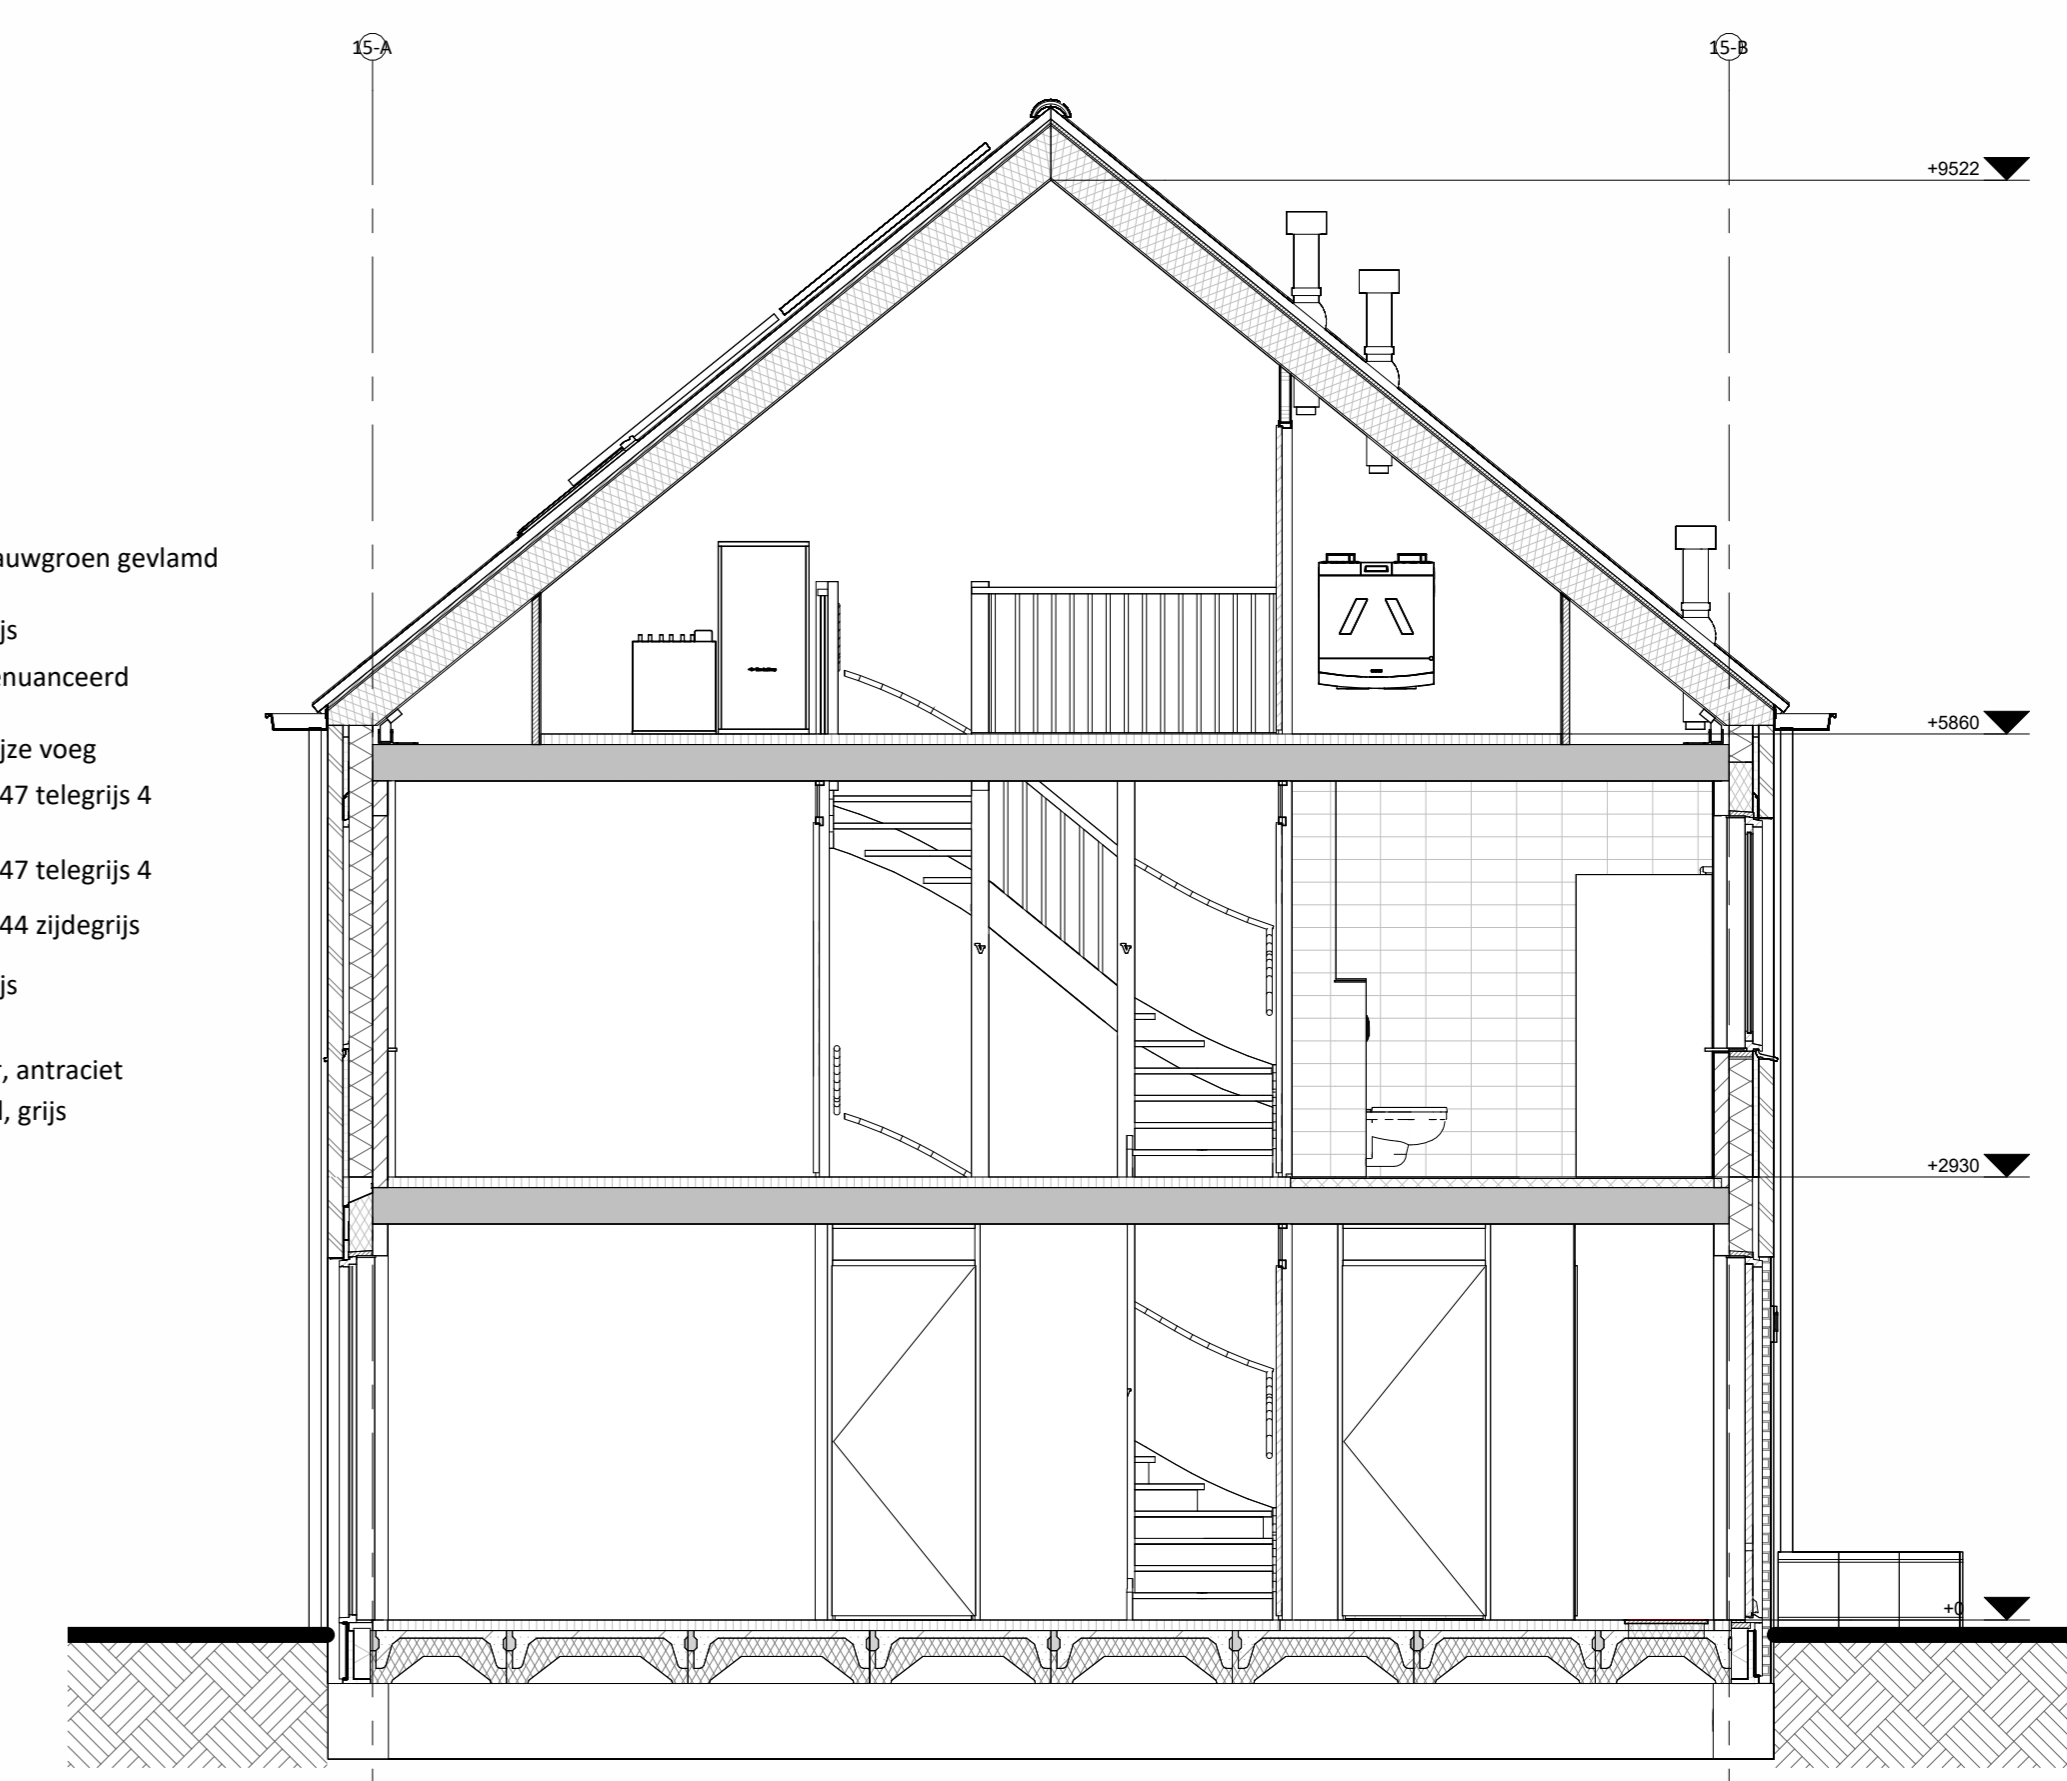 15-A
15-B
+9522
auwgroen gevlamd
js
enuanceerd
+5860
jze voeg
47 telegrijs 4
47 telegrijs 4
44 zijdegrijs
js
, antraciet
, grijs
+2930
+0